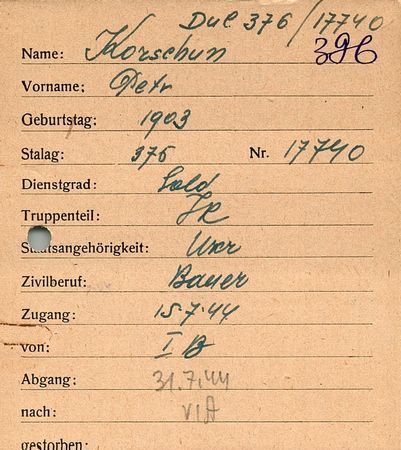 Dul 376/17740
Name: Korschun 396
Vorname: Petr
Geburtstag: 1903
Stalag: 376 Nr. 17740
Dienstgrad: Sold
Truppenteil: JR
Staatsangehörigkeit: Ukr
Zivilberuf: Bauer
Zugang: 15.7.44
von: I B
Abgang: 31.7.44
nach: VI A
gestorben: